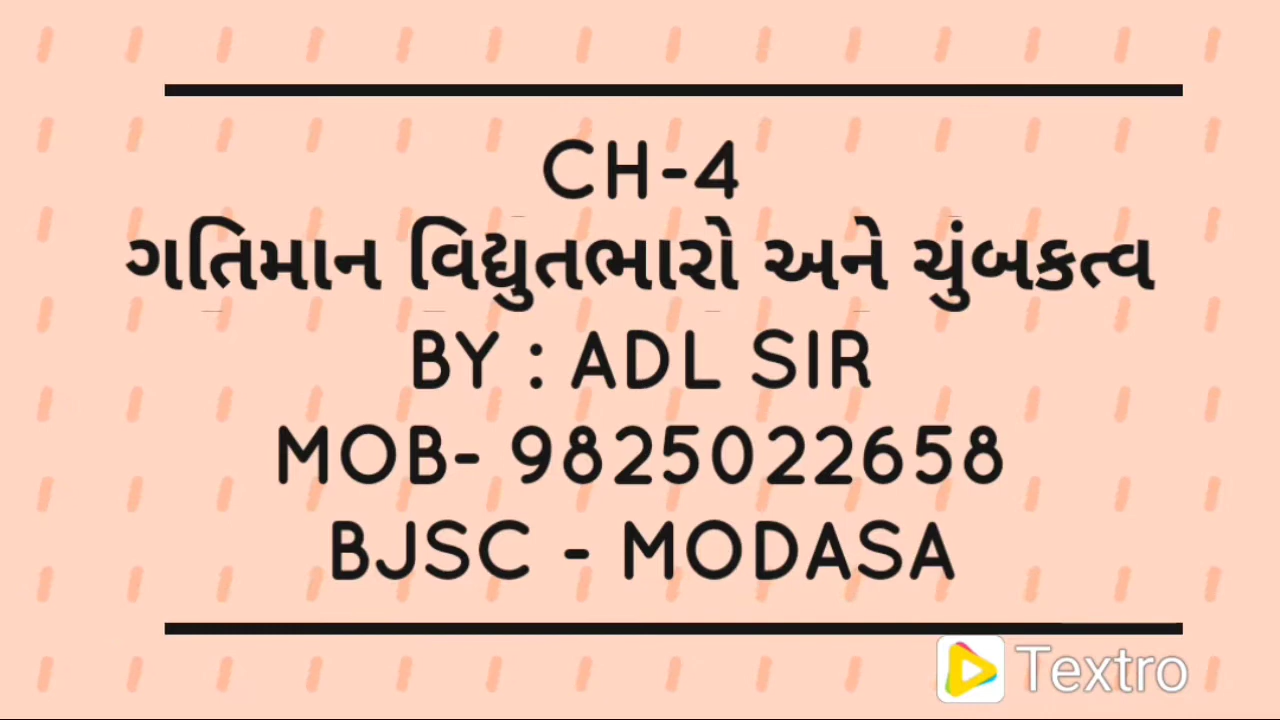 CH-4
ગતિમાન વિદ્યુતભારો અને ચુંબકત્વ
BY : ADL SIR
MOB- 9825022658
BJSC - MODASA
Textro